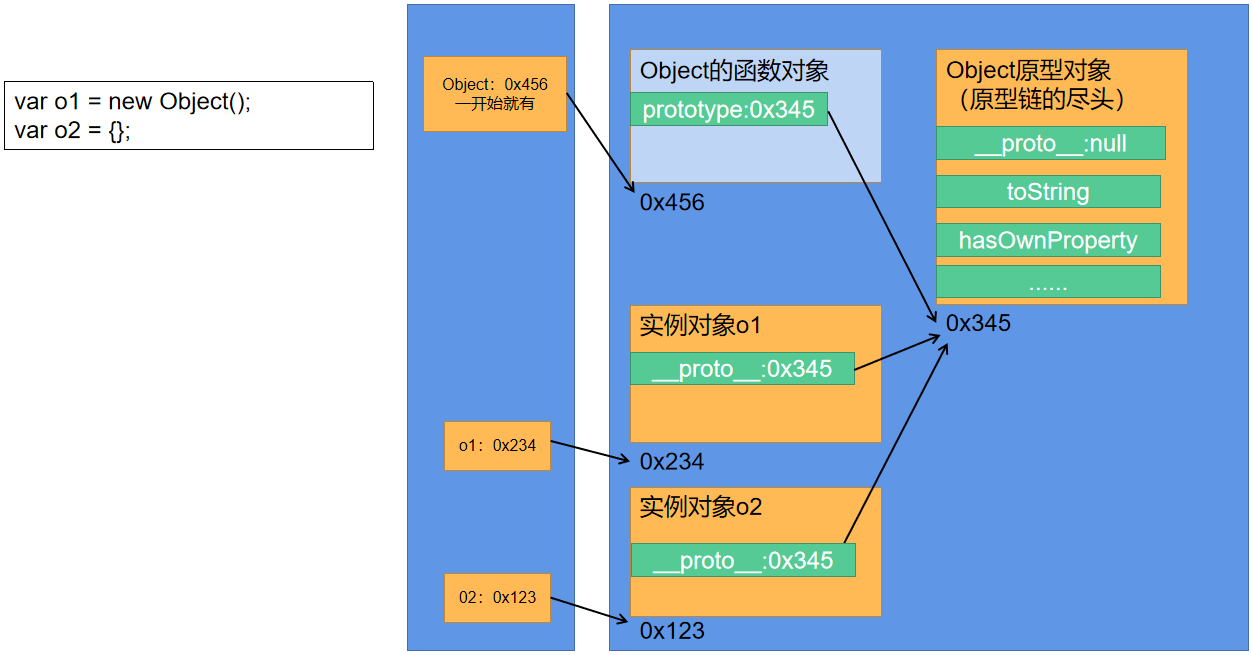 var o1 = new Object();
var o2 = {};
Object：0x456
一开始就有
o1：0x234
02：0x123
Object的函数对象
prototype:0x345
0x456
实例对象o1
__proto__:0x345
0x234
实例对象o2
__proto__:0x345
0x123
Object原型对象
（原型链的尽头）
__proto__:null
toString
hasOwnProperty
......
0x345